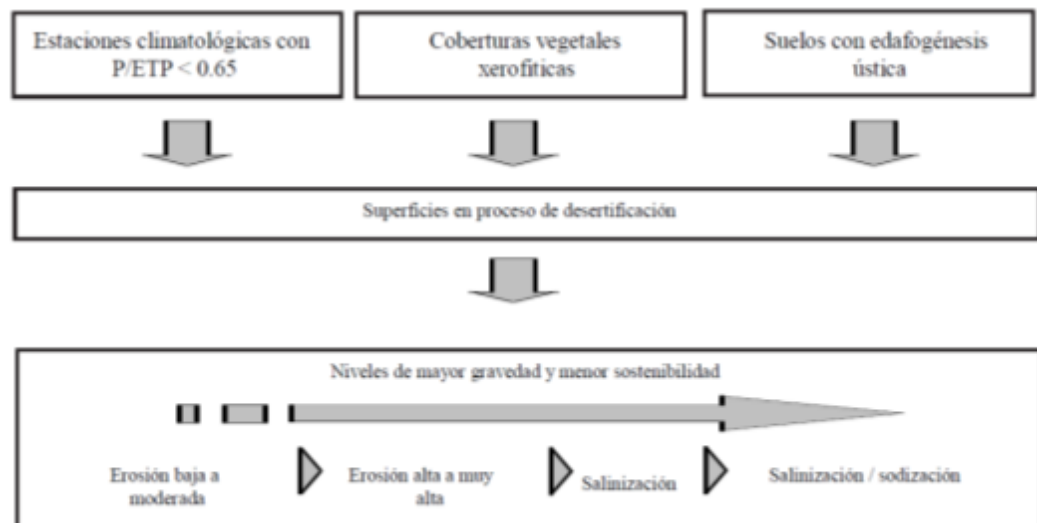 Estaciones climatológicas con
P/ETP < 0.65
Coberturas vegetales
xerofíticas
Suelos con edafogénesis
ústica
Superficies en proceso de desertificación
Niveles de mayor gravedad y menor sostenibilidad
Erosión baja a
moderada
Erosión alta a muy
alta
Salinización
Salinización / sodización